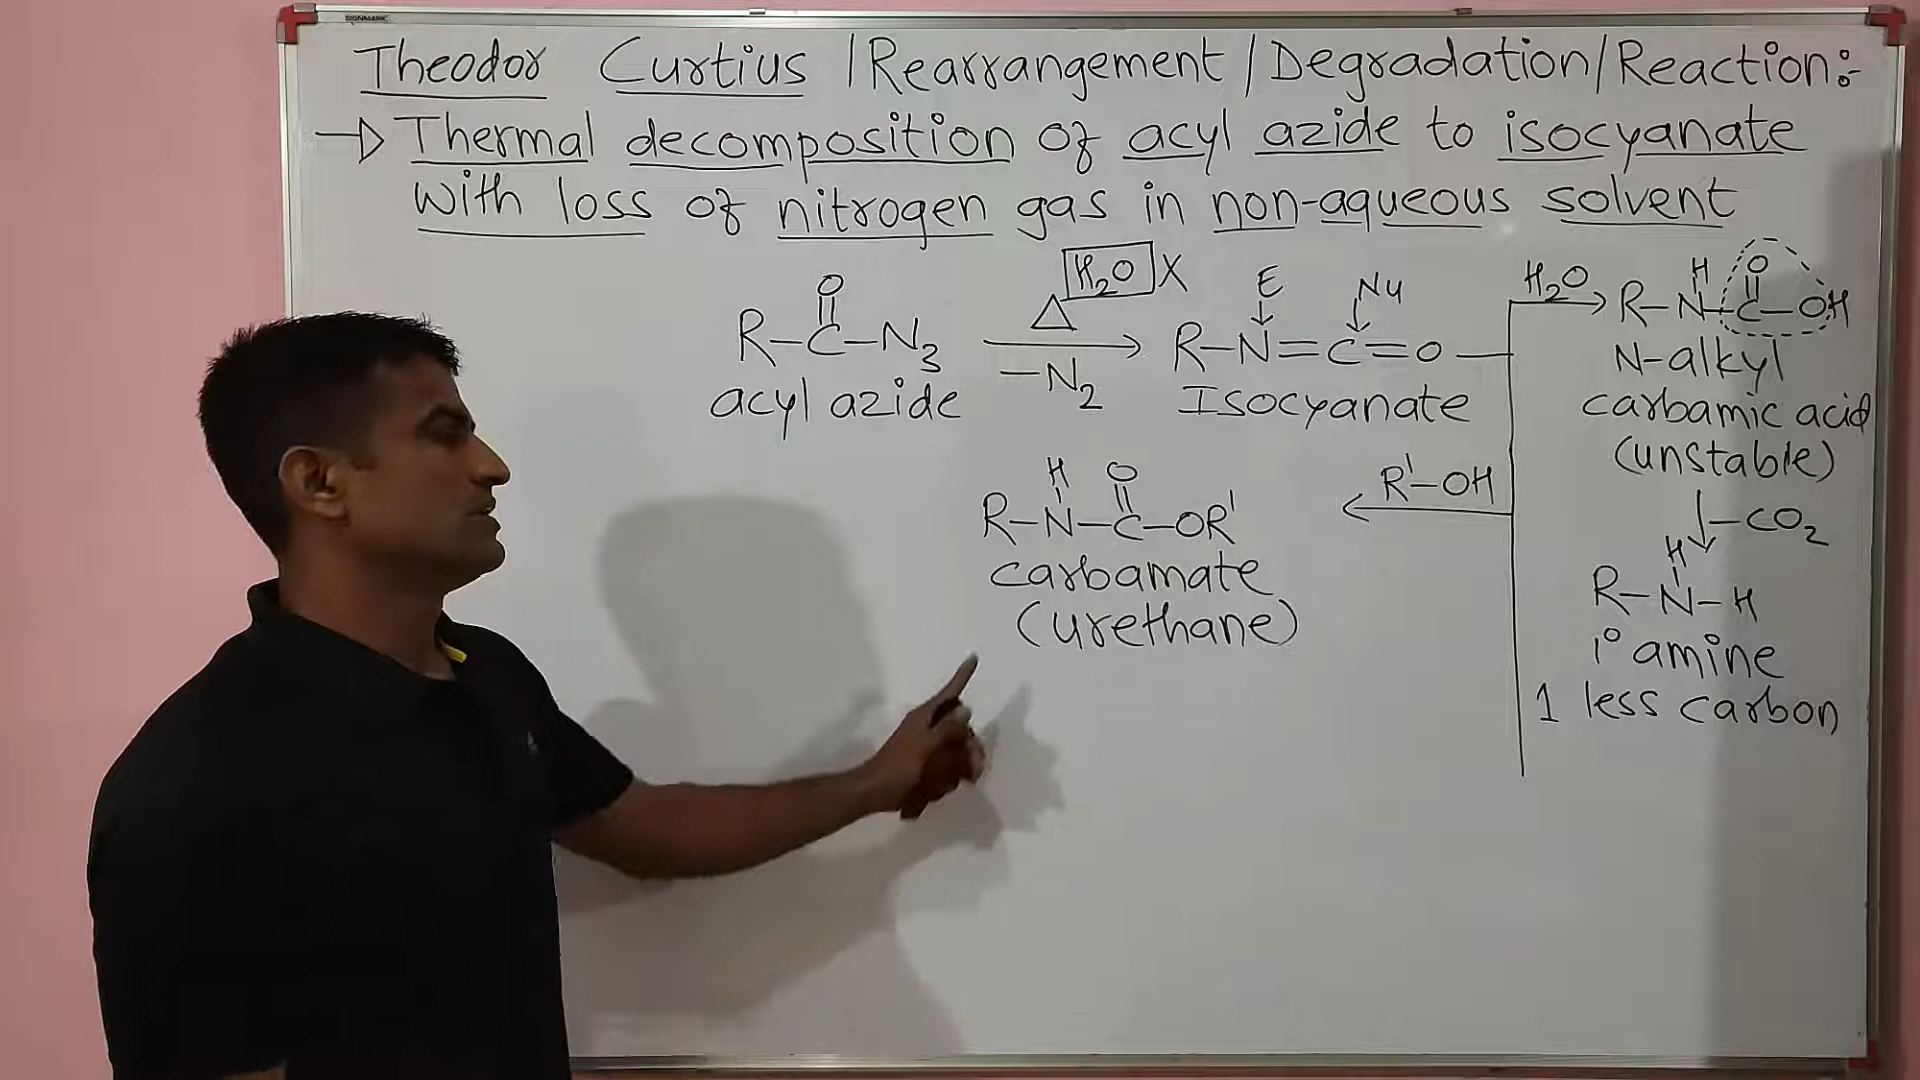 SIGNMARK
Theodor Curtius / Rearrangement / Degradation / Reaction:-
→ Thermal decomposition of acyl azide to isocyanate
with loss of nitrogen gas in non-aqueous solvent
H₂O X
O
R-C-N₃
acyl azide
Δ
-N₂
E Nu
R-N=C=O
Isocyanate
H₂O
H O
R-N-C-OH
N-alkyl
carbamic acid
(unstable)
-CO₂
H
R-N-H
1° amine
1 less carbon
R'-OH
H O
R-N-C-OR'
carbamate
(urethane)